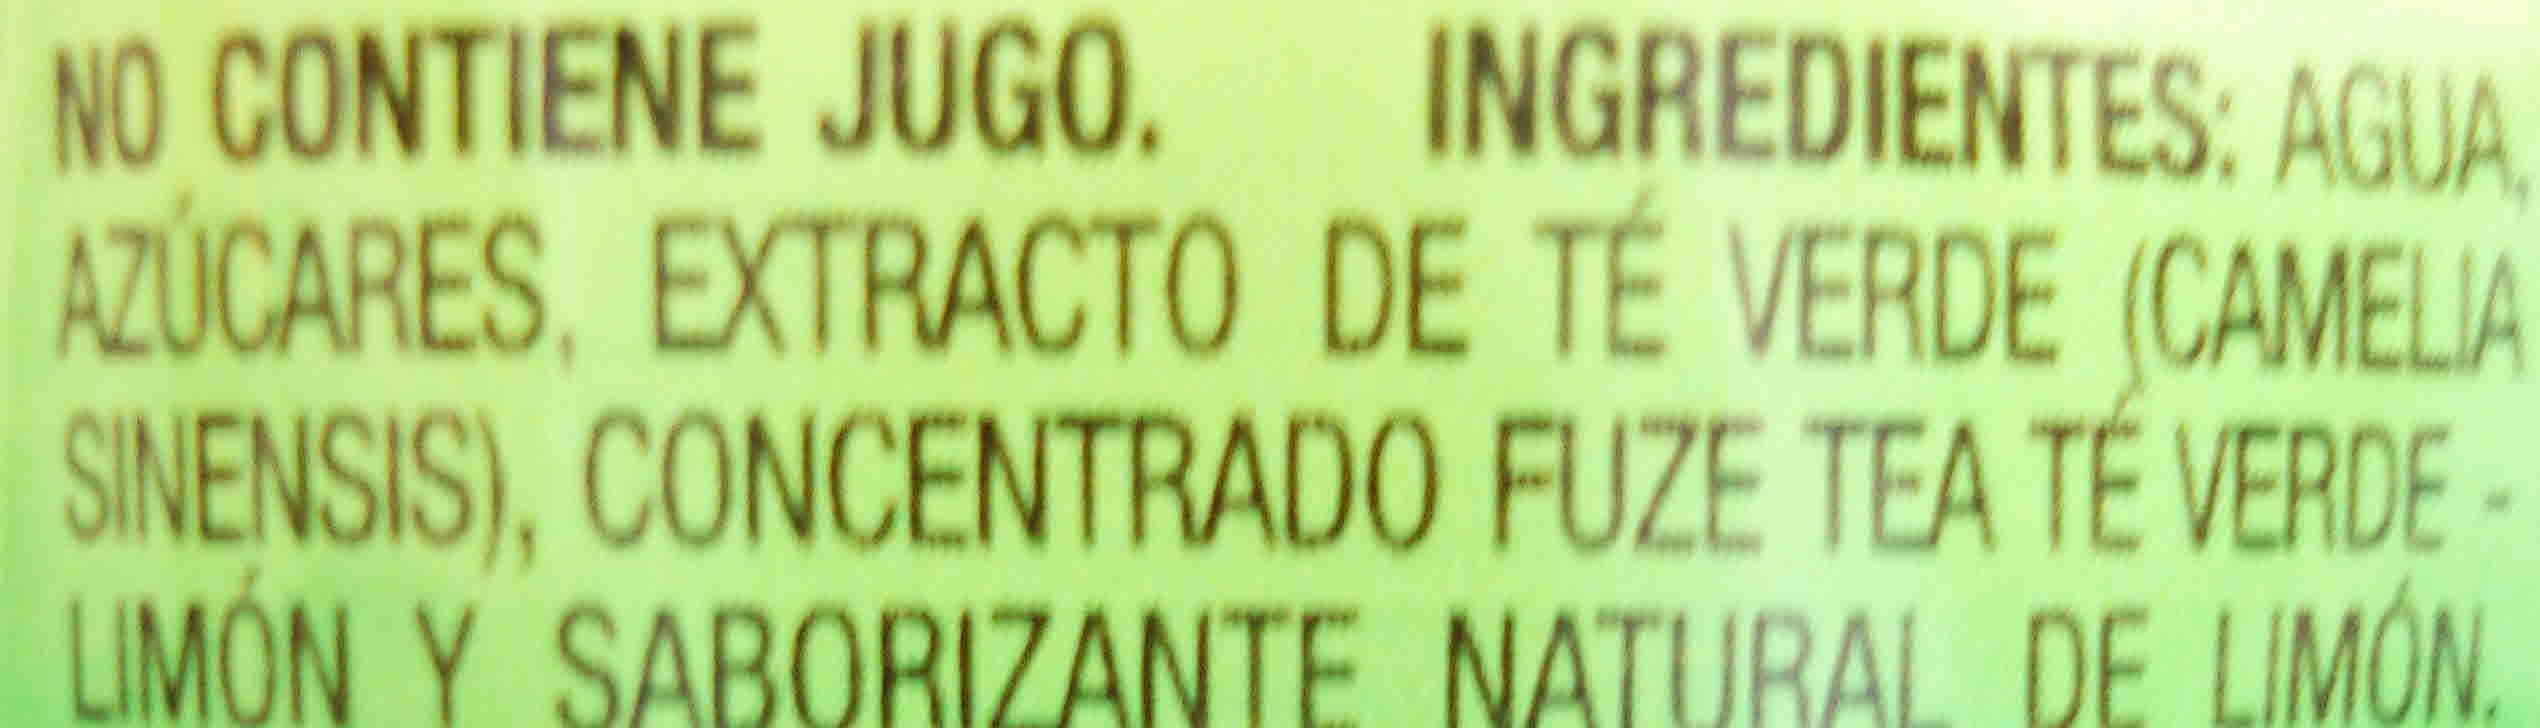 NO CONTIENE JUGO. INGREDIENTES: AGUA,
AZÚCARES, EXTRACTO DE TÉ VERDE (CAMELIA
SINENSIS), CONCENTRADO FUZE TEA TÉ VERDE -
LIMÓN Y SABORIZANTE NATURAL DE LIMÓN.